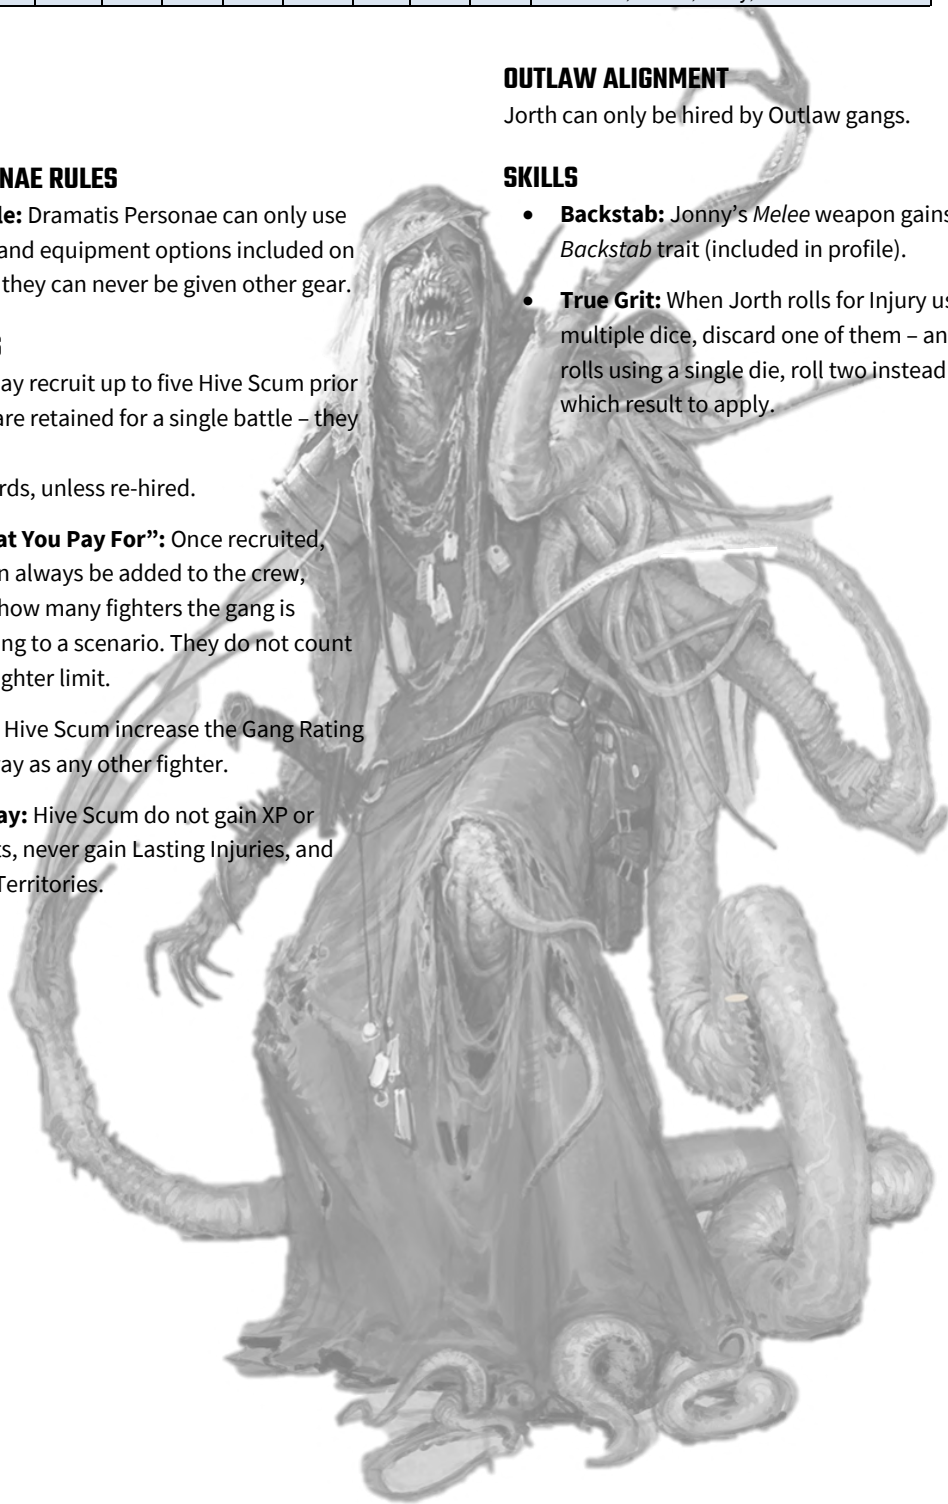 NAE RULES
le: Dramatis Personae can only use
and equipment options included on
they can never be given other gear.
ay recruit up to five Hive Scum prior
are retained for a single battle – they
rds, unless re-hired.
at You Pay For”: Once recruited,
n always be added to the crew,
how many fighters the gang is
ng to a scenario. They do not count
ghter limit.
Hive Scum increase the Gang Rating
ay as any other fighter.
ay: Hive Scum do not gain XP or
ts, never gain Lasting Injuries, and
Territories.
OUTLAW ALIGNMENT
Jorth can only be hired by Outlaw gangs.
SKILLS
• Backstab: Jonny’s Melee weapon gains
Backstab trait (included in profile).
• True Grit: When Jorth rolls for Injury us
multiple dice, discard one of them – an
rolls using a single die, roll two instead
which result to apply.